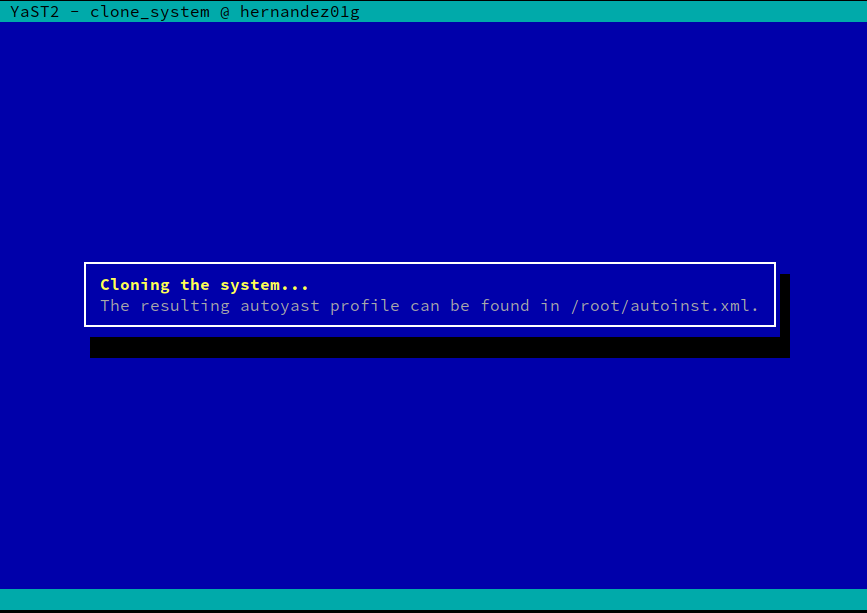 YaST2 - clone_system @ hernandez01g
Cloning the system...
The resulting autoyast profile can be found in /root/autoinst.xml.